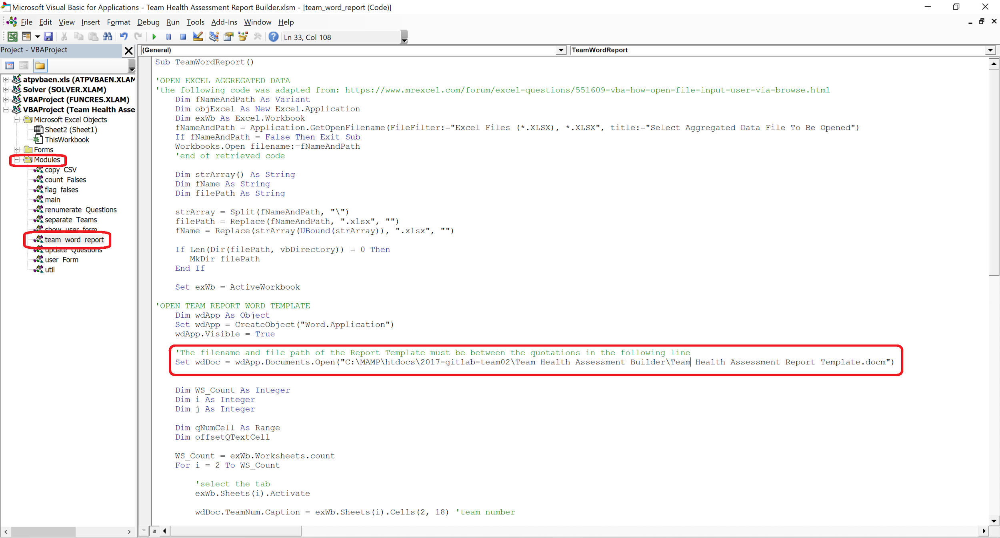 Microsoft Visual Basic for Applications - Team Health Assessment Report Builder.xlsm - [team_word_report (Code)]
File Edit View Insert Format Debug Run Tools Add-Ins Window Help
Ln 33, Col 108
Project - VBAProject
(General)
TeamWordReport
atpvbaen.xls (ATPVBAEN.XLAM
Solver (SOLVER.XLAM)
VBAProject (FUNCRES.XLAM)
VBAProject (Team Health Asse
Microsoft Excel Objects
Sheet2 (Sheet1)
ThisWorkbook
Forms
Modules
copy_CSV
count_Falses
flag_falses
main
renumerate_Questions
separate_Teams
show_user_form
team_word_report
update_Questions
user_Form
util
Sub TeamWordReport()
'OPEN EXCEL AGGREGATED DATA
'the following code was adapted from: https://www.mrexcel.com/forum/excel-questions/551609-vba-how-open-file-input-user-via-browse.html
Dim fNameAndPath As Variant
Dim objExcel As New Excel.Application
Dim exWb As Excel.Workbook
fNameAndPath = Application.GetOpenFilename(FileFilter:="Excel Files (*.XLSX), *.XLSX", title:="Select Aggregated Data File To Be Opened")
If fNameAndPath = False Then Exit Sub
Workbooks.Open filename:=fNameAndPath
'end of retrieved code
Dim strArray() As String
Dim fName As String
Dim filePath As String
strArray = Split(fNameAndPath, "\")
filePath = Replace(fNameAndPath, ".xlsx", "")
fName = Replace(strArray(UBound(strArray)), ".xlsx", "")
If Len(Dir(filePath, vbDirectory)) = 0 Then
MkDir filePath
End If
Set exWb = ActiveWorkbook
'OPEN TEAM REPORT WORD TEMPLATE
Dim wdApp As Object
Set wdApp = CreateObject("Word.Application")
wdApp.Visible = True
'The filename and file path of the Report Template must be between the quotations in the following line
Set wdDoc = wdApp.Documents.Open("C:\MAMP\htdocs\2017-gitlab-team02\Team Health Assessment Builder\Team Health Assessment Report Template.docm")
Dim WS_Count As Integer
Dim i As Integer
Dim j As Integer
Dim qNumCell As Range
Dim offsetQTextCell
WS_Count = exWb.Worksheets.count
For i = 2 To WS_Count
'select the tab
exWb.Sheets(i).Activate
wdDoc.TeamNum.Caption = exWb.Sheets(i).Cells(2, 18) 'team number